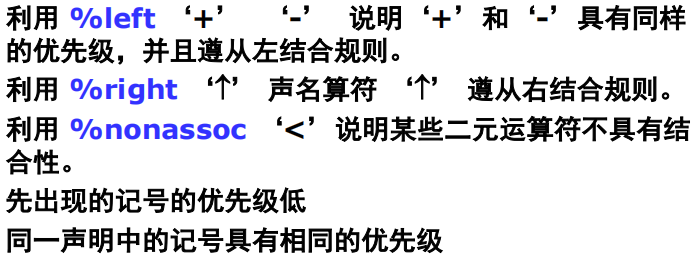 利用 %left ‘+’ ‘-’ 说明‘+’和‘-’具有同样
的优先级，并且遵从左结合规则。
利用 %right ‘↑’ 声名算符 ‘↑’ 遵从右结合规则。
利用 %nonassoc ‘<’说明某些二元运算符不具有结
合性。
先出现的记号的优先级低
同一声明中的记号具有相同的优先级